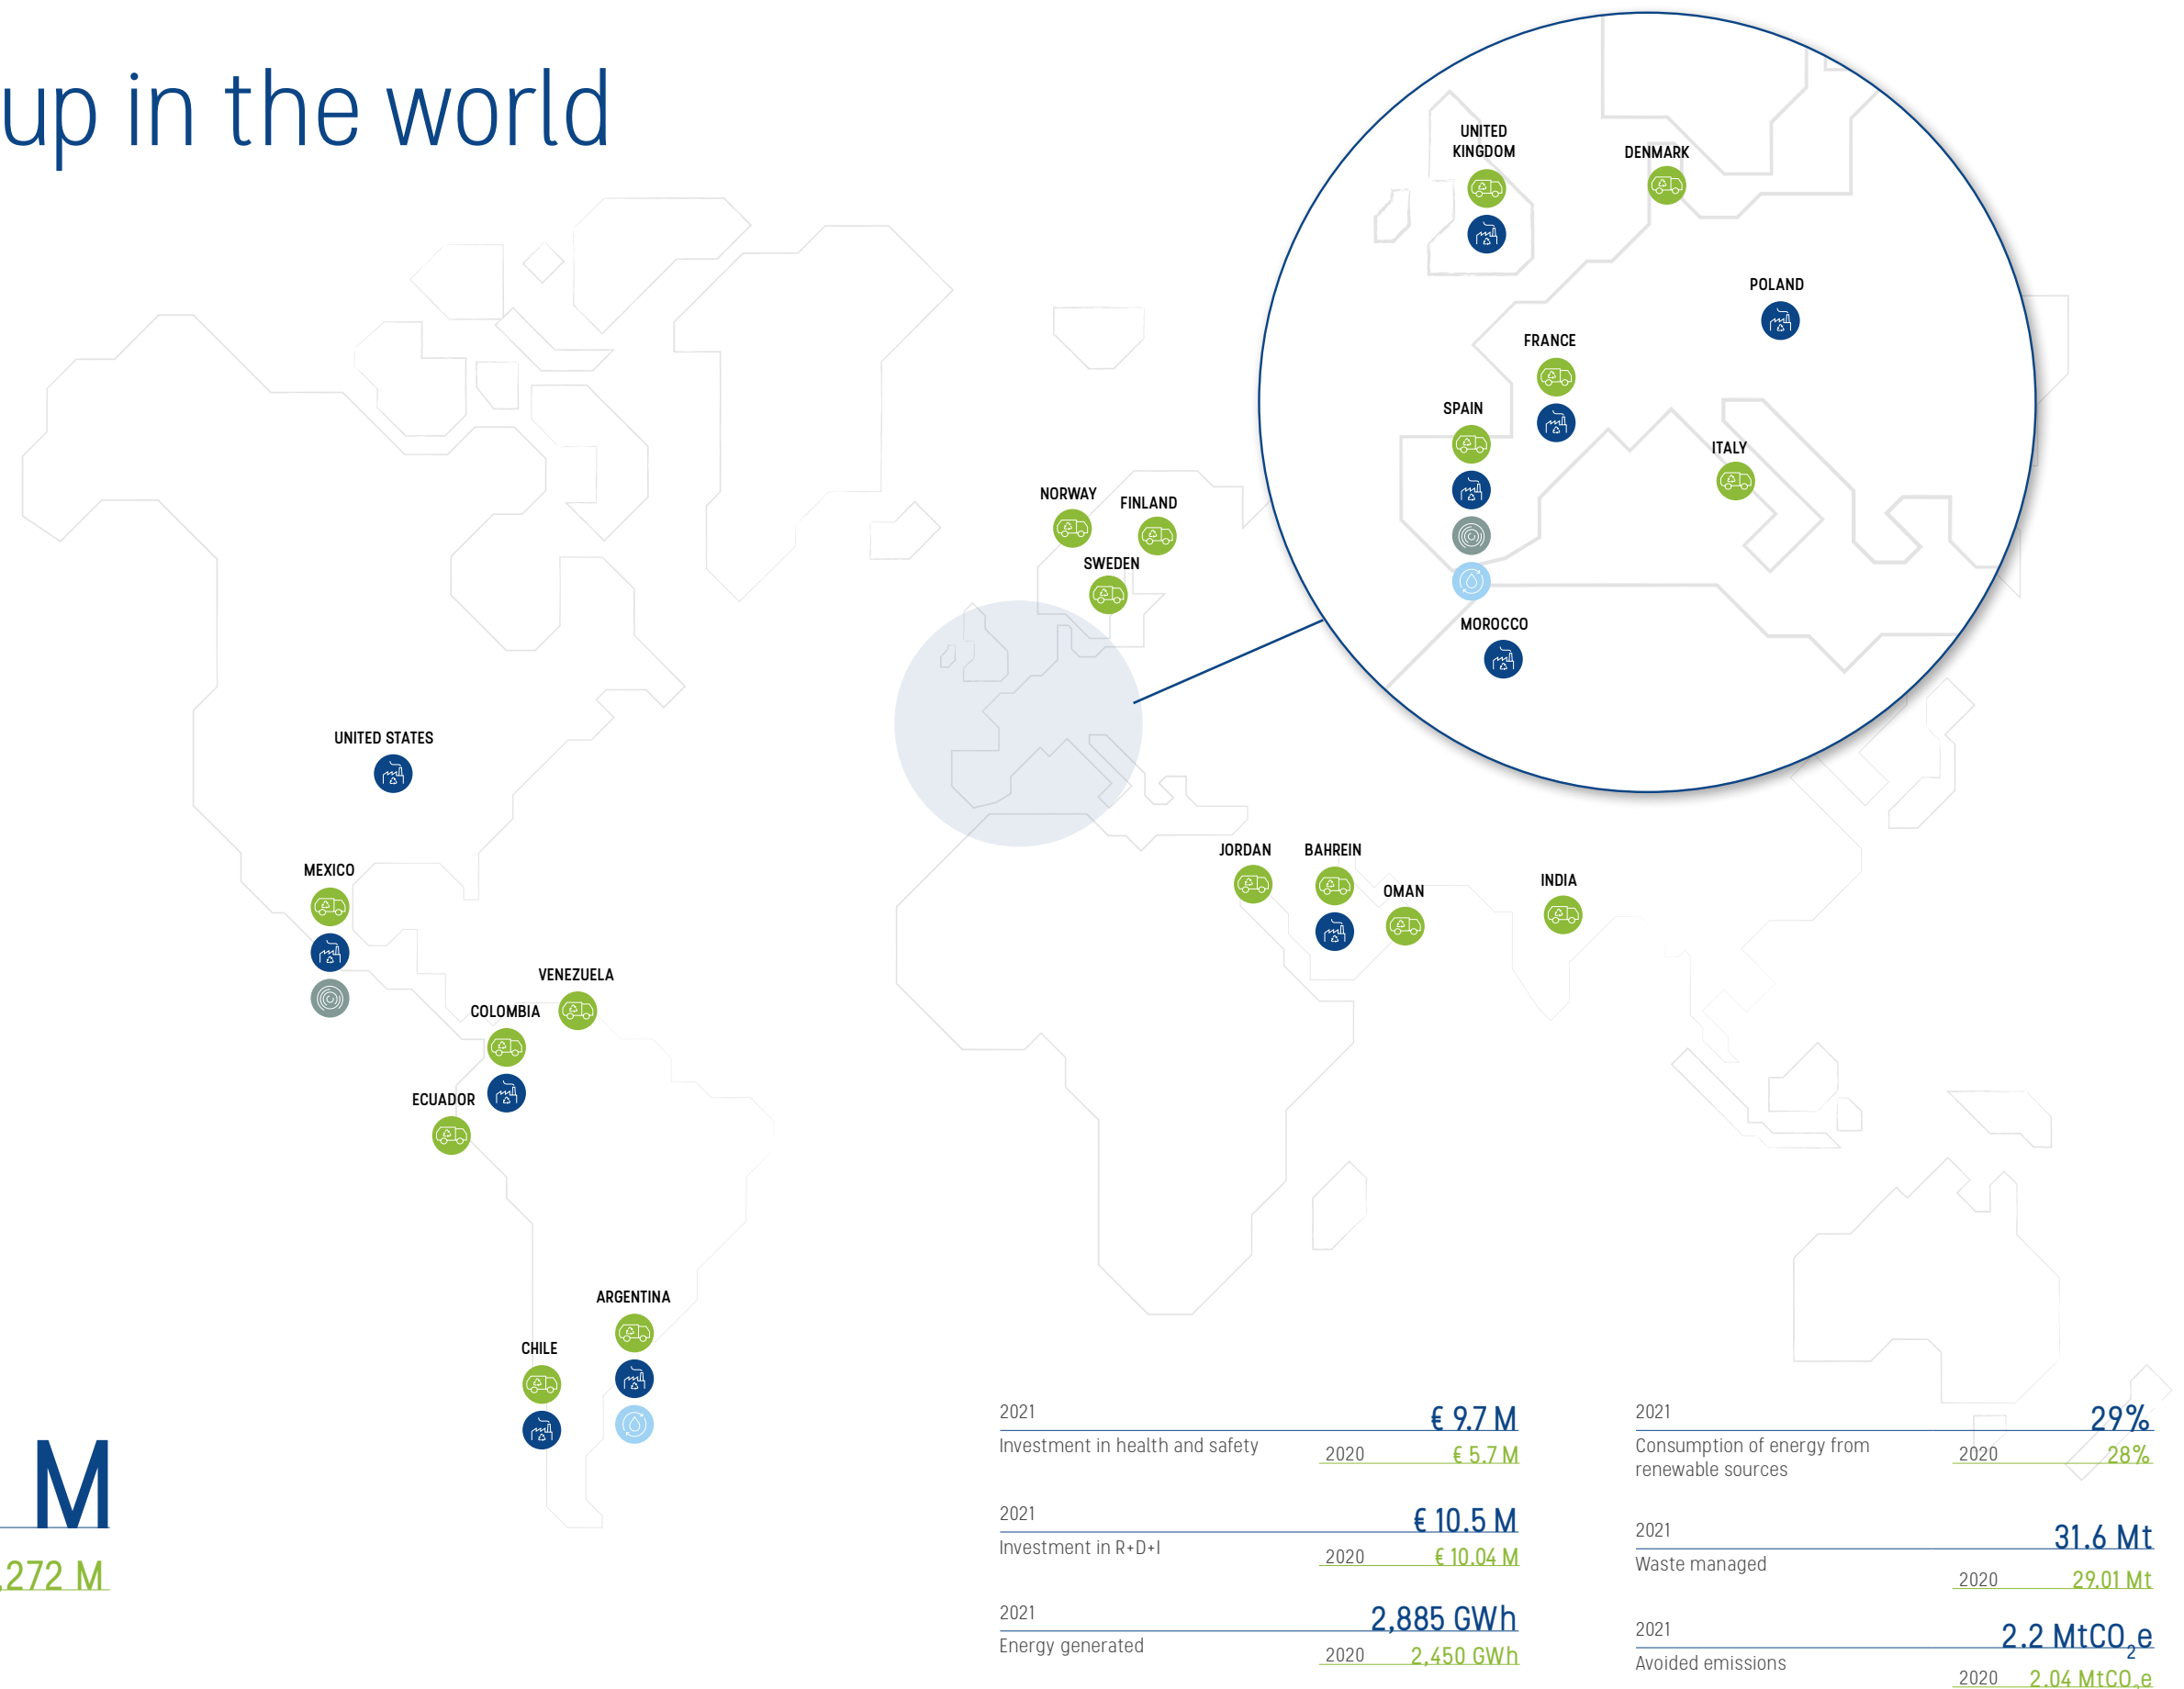 up in the world
UNITED
KINGDOM
DENMARK
POLAND
FRANCE
SPAIN
ITALY
MOROCCO
NORWAY
FINLAND
SWEDEN
UNITED STATES
MEXICO
JORDAN
BAHREIN
OMAN
INDIA
VENEZUELA
COLOMBIA
ECUADOR
ARGENTINA
CHILE
M
,272 M
2021 € 9.7 M
Investment in health and safety
2020 € 5.7 M
2021 € 10.5 M
Investment in R+D+I
2020 € 10.04 M
2021 2,885 GWh
Energy generated
2020 2,450 GWh
2021 29%
Consumption of energy from
renewable sources
2020 28%
2021 31.6 Mt
Waste managed
2020 29.01 Mt
2021 2.2 MtCO₂e
Avoided emissions
2020 2.04 MtCO₂e